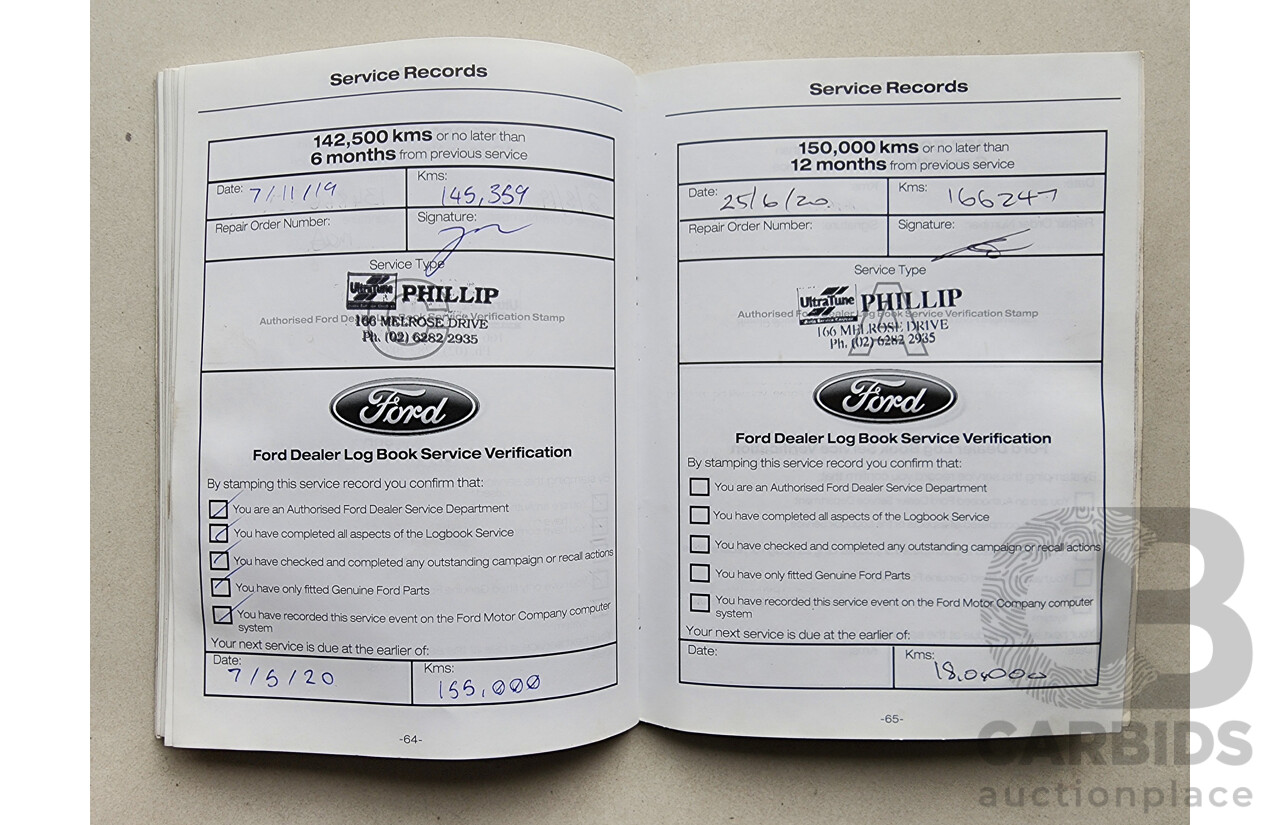 Service Records
142,500 kms or no later than
6 months from previous service
Date: 7/11/19
Kms: 145,359
Repair Order Number:
Signature:
Service Type
C
UltraTune PHILLIP
Authorised Ford Dealer Log Book Service Verification Stamp
166 MELROSE DRIVE
Ph. (02) 6282 2935
Ford
Ford Dealer Log Book Service Verification
By stamping this service record you confirm that:
You are an Authorised Ford Dealer Service Department
You have completed all aspects of the Logbook Service
You have checked and completed any outstanding campaign or recall actions
You have only fitted Genuine Ford Parts
You have recorded this service event on the Ford Motor Company computer
system
Your next service is due at the earlier of:
Date: 7/5/20
Kms: 155,000
-64-
Service Records
150,000 kms or no later than
12 months from previous service
Date: 25/6/20.
Kms: 166247
Repair Order Number:
Signature:
Service Type
A
UltraTune PHILLIP
Auto Service Centres
Authorised Ford Dealer Log Book Service Verification Stamp
166 MELROSE DRIVE
Ph. (02) 6282 2935
Ford
Ford Dealer Log Book Service Verification
By stamping this service record you confirm that:
You are an Authorised Ford Dealer Service Department
You have completed all aspects of the Logbook Service
You have checked and completed any outstanding campaign or recall actions
You have only fitted Genuine Ford Parts
You have recorded this service event on the Ford Motor Company computer
system
Your next service is due at the earlier of:
Date:
Kms: 18,0,000
-65-
CB
CARBIDS
auctionplace